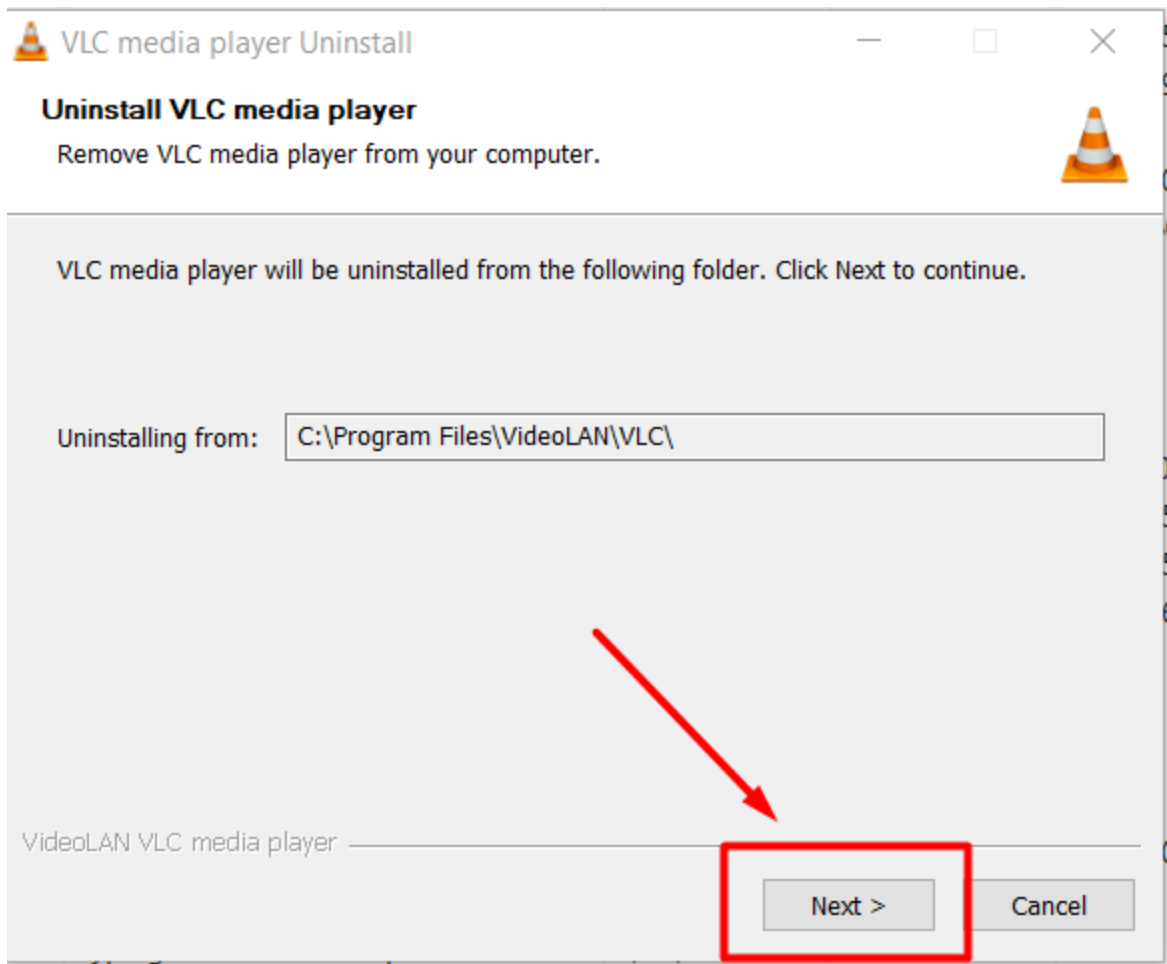 VLC media player Uninstall
Uninstall VLC media player
Remove VLC media player from your computer.
VLC media player will be uninstalled from the following folder. Click Next to continue.
Uninstalling from: C:\Program Files\VideoLAN\VLC\
VideoLAN VLC media player
Next > Cancel